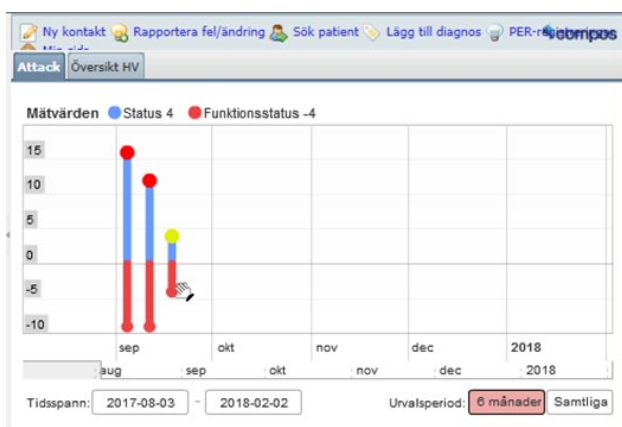 Ny kontakt Rapportera fel/ändring Sök patient Lägg till diagnos PER-r compos
Attack Översikt HV
Mätvärden Status 4 Funktionsstatus -4
15
10
5
0
-5
-10
sep okt nov dec 2018
aug sep okt nov dec 2018
Tidsspann: 2017-08-03 - 2018-02-02 Urvalsperiod: 6 månader Samtliga